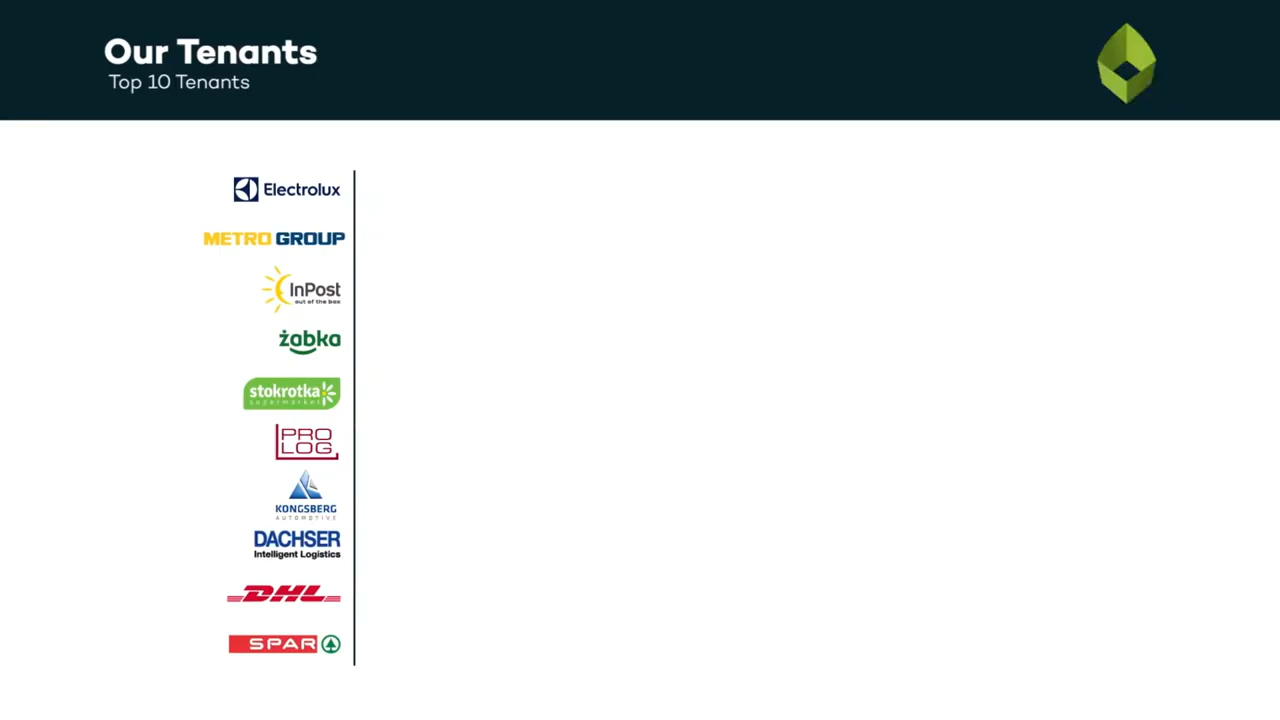 Our Tenants
Top 10 Tenants
Electrolux
METRO GROUP
InPost
out of the box
żabka
stokrotka
supermarket
PRO
LOG
KONGSBERG
AUTOMOTIVE
DACHSER
Intelligent Logistics
DHL
SPAR